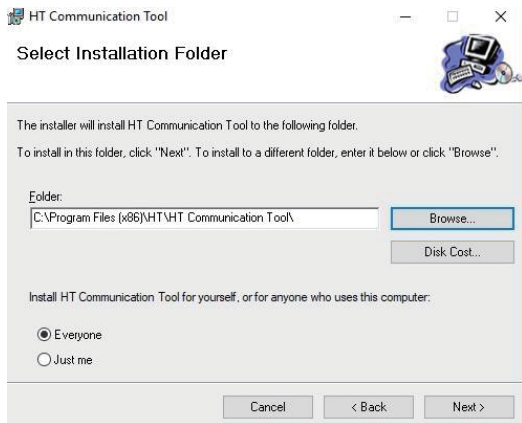 HT Communication Tool
Select Installation Folder
The installer will install HT Communication Tool to the following folder.
To install in this folder, click "Next". To install to a different folder, enter it below or click "Browse".
Folder:
C:\Program Files (x86)\HT\HT Communication Tool\
Browse...
Disk Cost...
Install HT Communication Tool for yourself, or for anyone who uses this computer:
Everyone
Just me
Cancel
< Back
Next >